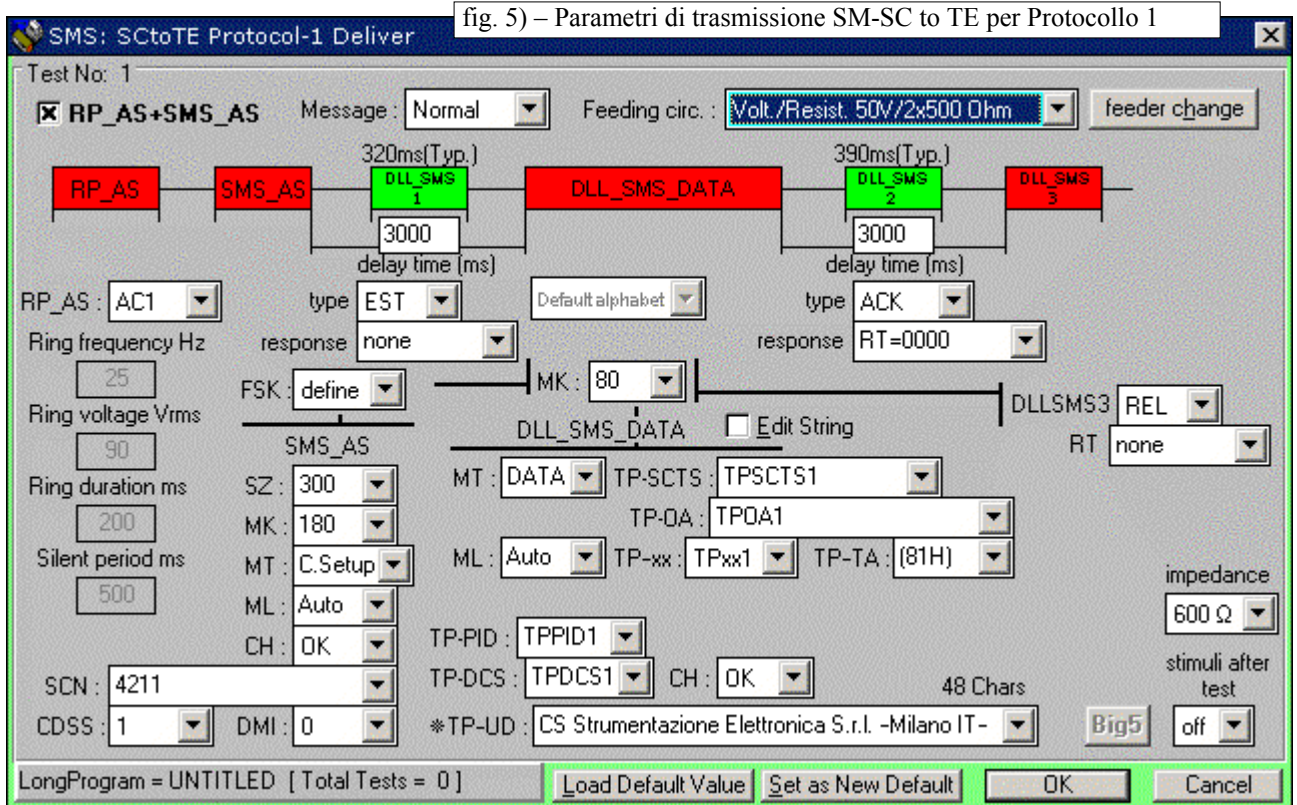 fig. 5) – Parametri di trasmissione SM-SC to TE per Protocollo 1
SMS: SCtoTE Protocol-1 Deliver
Test No: 1
RP_AS+SMS_AS Message : Normal Feeding circ. : Volt./Resist. 50V/2x500 Ohm feeder change
320ms(Typ.) 390ms(Typ.)
RP_AS SMS_AS DLL_SMS 1 DLL_SMS_DATA DLL_SMS 2 DLL_SMS 3
3000 3000
delay time (ms) delay time (ms)
RP_AS : AC1 type EST Default alphabet type ACK
Ring frequency Hz response none response RT=0000
25 FSK : define MK : 80 DLLSMS3 REL
Ring voltage Vrms DLL_SMS_DATA Edit String RT none
90 SMS_AS
Ring duration ms SZ : 300 MT : DATA TP-SCTS : TPSCTS1
200 MK : 180 TP-OA : TPOA1
Silent period ms MT : C.Setup ML : Auto TP-xx : TPxx1 TP-TA : (81H) impedance
500 ML : Auto 600 Ω
CH : OK TP-PID : TPPID1
SCN : 4211 TP-DCS : TPDCS1 CH : OK 48 Chars stimuli after test
CDSS : 1 DMI : 0 *TP-UD : CS Strumentazione Elettronica S.r.l. -Milano IT- Big5 off
LongProgram = UNTITLED [ Total Tests = 0 ] Load Default Value Set as New Default OK Cancel